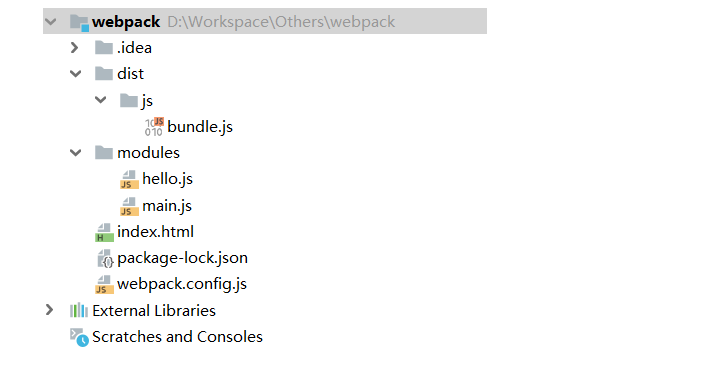 webpack D:\Workspace\Others\webpack
.idea
dist
js
bundle.js
modules
hello.js
main.js
index.html
package-lock.json
webpack.config.js
External Libraries
Scratches and Consoles